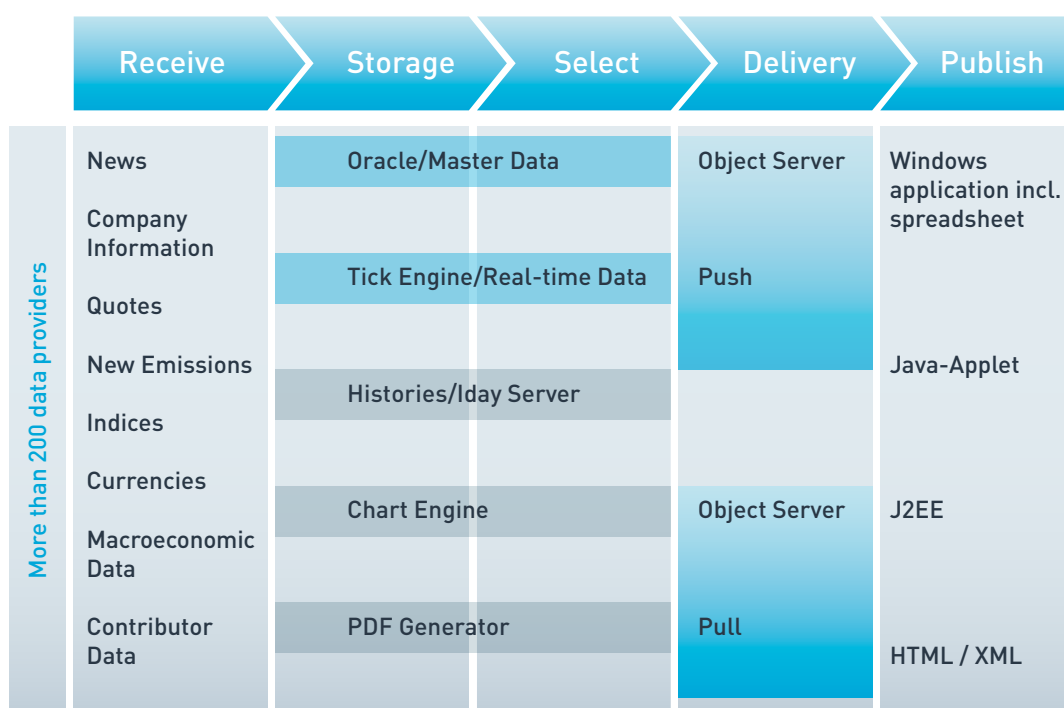 Receive
Storage
Select
Delivery
Publish
More than 200 data providers
News
Company
Information
Quotes
New Emissions
Indices
Currencies
Macroeconomic
Data
Contributor
Data
Oracle/Master Data
Tick Engine/Real-time Data
Histories/Iday Server
Chart Engine
PDF Generator
Object Server
Push
Object Server
Pull
Windows
application incl.
spreadsheet
Java-Applet
J2EE
HTML / XML